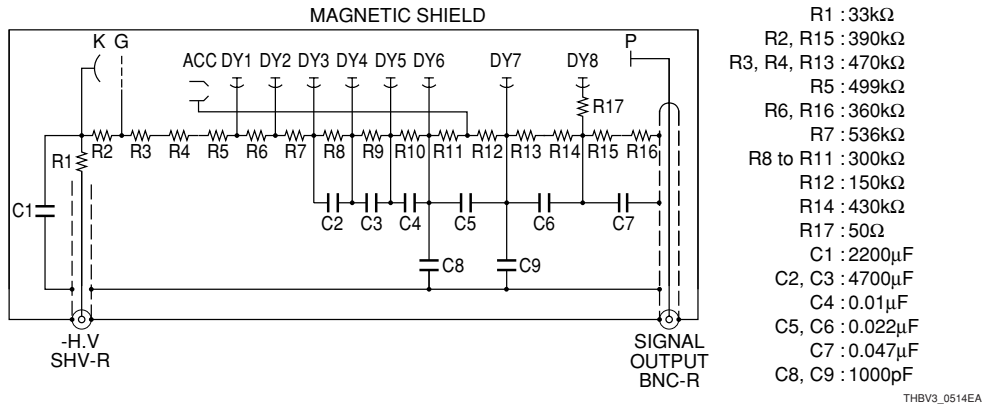 MAGNETIC SHIELD
K G
ACC DY1 DY2 DY3 DY4 DY5 DY6 DY7 DY8 P
R17
R2 R3 R4 R5 R6 R7 R8 R9 R10 R11 R12 R13 R14 R15 R16
R1
C1
C2 C3 C4 C5 C6 C7
C8 C9
-H.V
SHV-R
SIGNAL
OUTPUT
BNC-R
R1 : 33kΩ
R2, R15 : 390kΩ
R3, R4, R13 : 470kΩ
R5 : 499kΩ
R6, R16 : 360kΩ
R7 : 536kΩ
R8 to R11 : 300kΩ
R12 : 150kΩ
R14 : 430kΩ
R17 : 50Ω
C1 : 2200μF
C2, C3 : 4700μF
C4 : 0.01μF
C5, C6 : 0.022μF
C7 : 0.047μF
C8, C9 : 1000pF
THBV3_0514EA